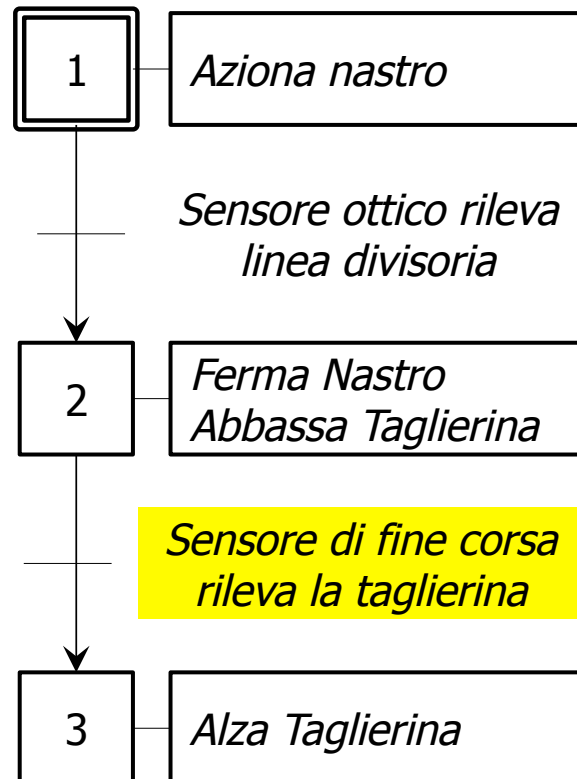 1
Aziona nastro
Sensore ottico rileva
linea divisoria
2
Ferma Nastro
Abbassa Taglierina
Sensore di fine corsa
rileva la taglierina
3
Alza Taglierina